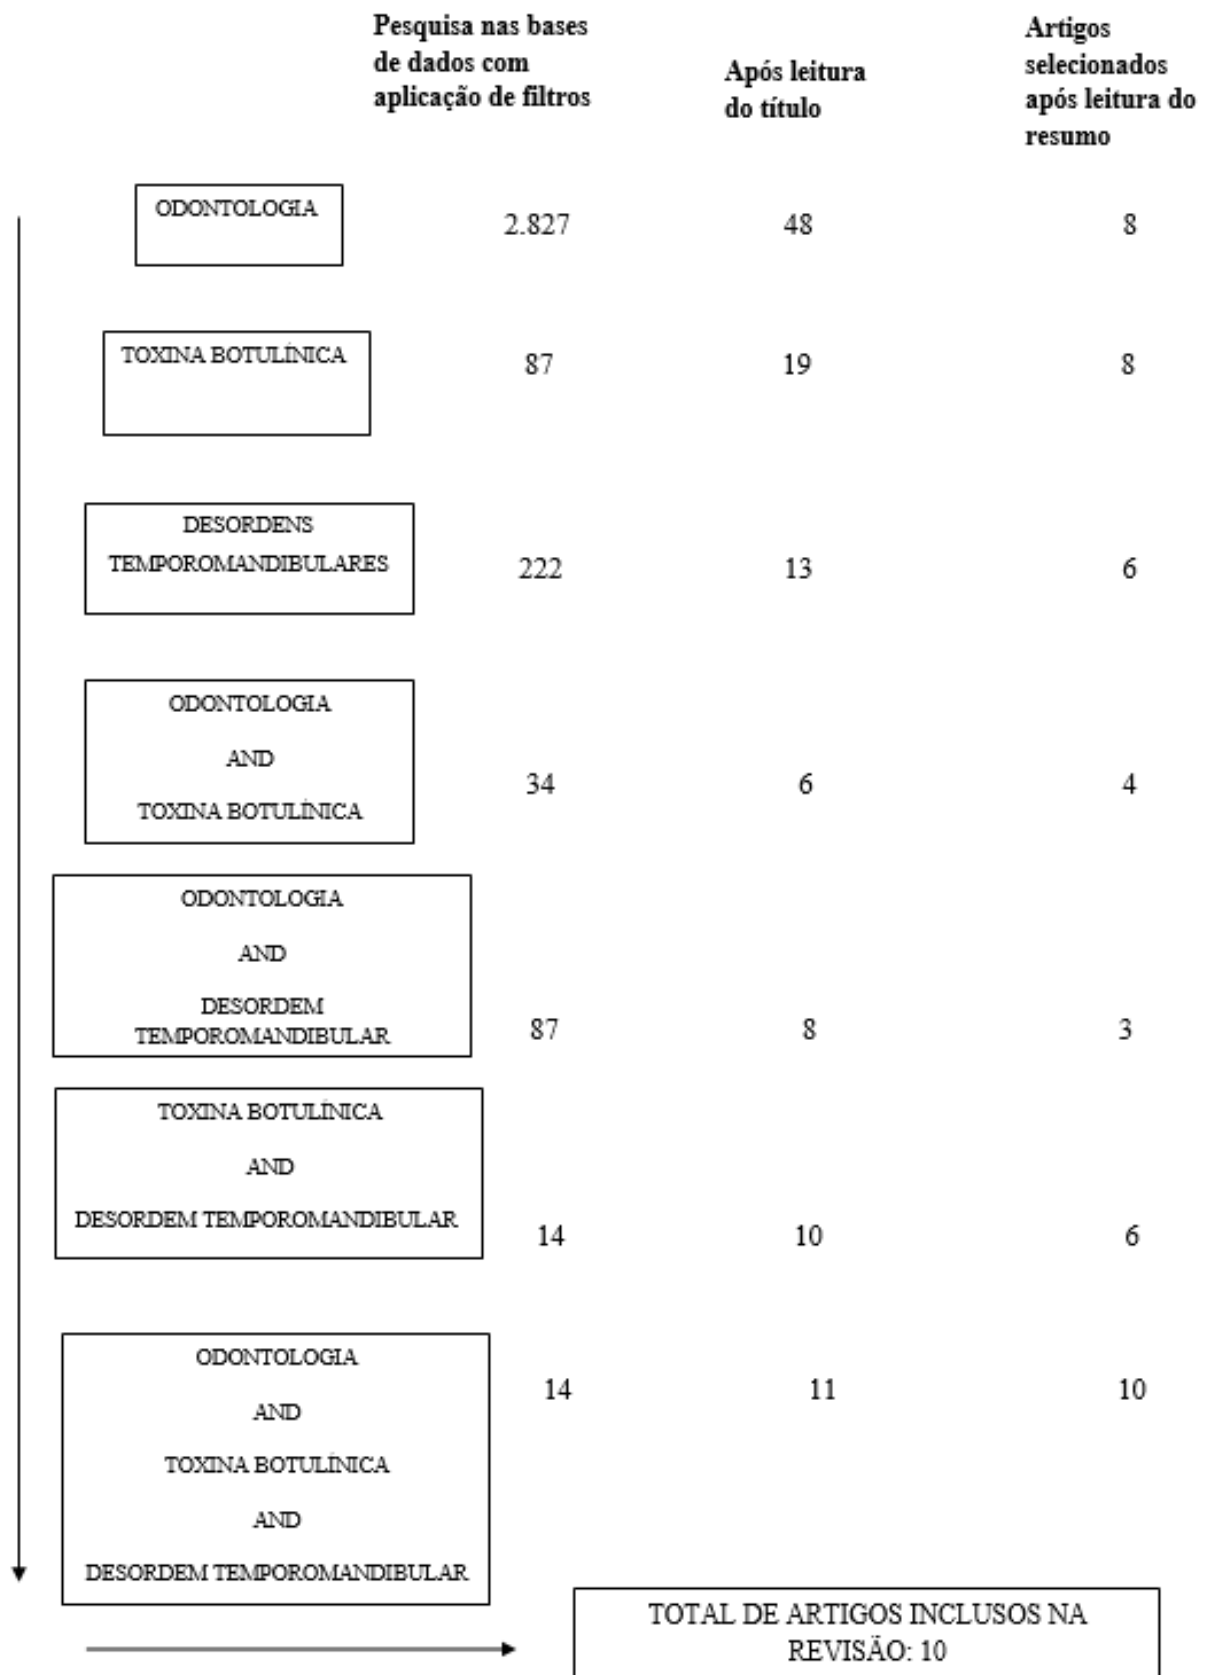 Pesquisa nas bases
de dados com
aplicação de filtros
Após leitura
do título
Artigos
selecionados
após leitura do
resumo
ODONTOLOGIA
2.827
48
8
TOXINA BOTULÍNICA
87
19
8
DESORDENS
TEMPOROMANDIBULARES
222
13
6
ODONTOLOGIA
AND
TOXINA BOTULÍNICA
34
6
4
ODONTOLOGIA
AND
DESORDEM
TEMPOROMANDIBULAR
87
8
3
TOXINA BOTULÍNICA
AND
DESORDEM TEMPOROMANDIBULAR
14
10
6
ODONTOLOGIA
AND
TOXINA BOTULÍNICA
AND
DESORDEM TEMPOROMANDIBULAR
14
11
10
TOTAL DE ARTIGOS INCLUSOS NA
REVISÃO: 10